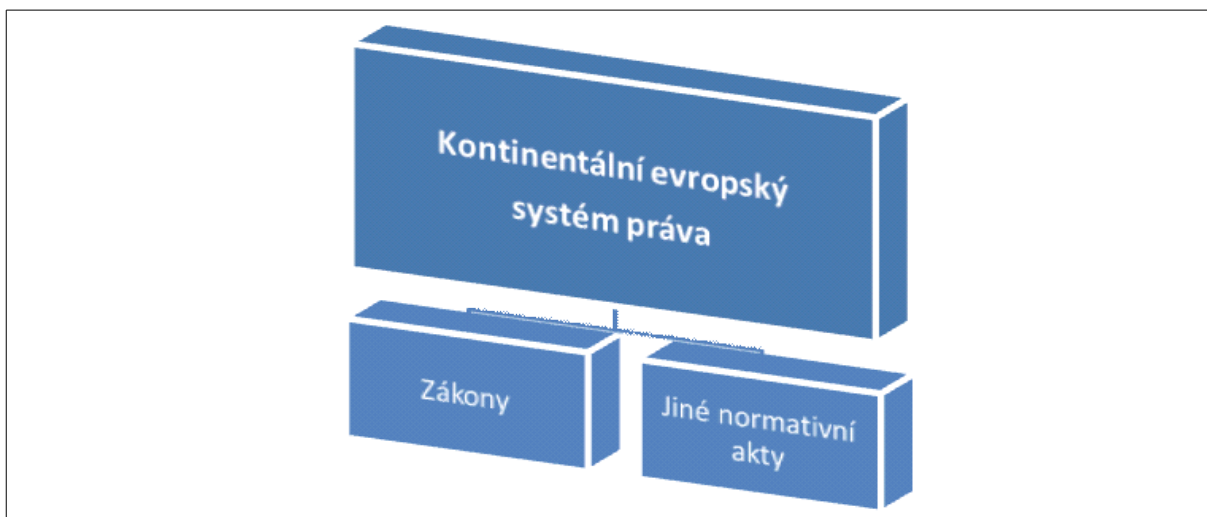 Kontinentální evropský
systém práva
Zákony
Jiné normativní
akty